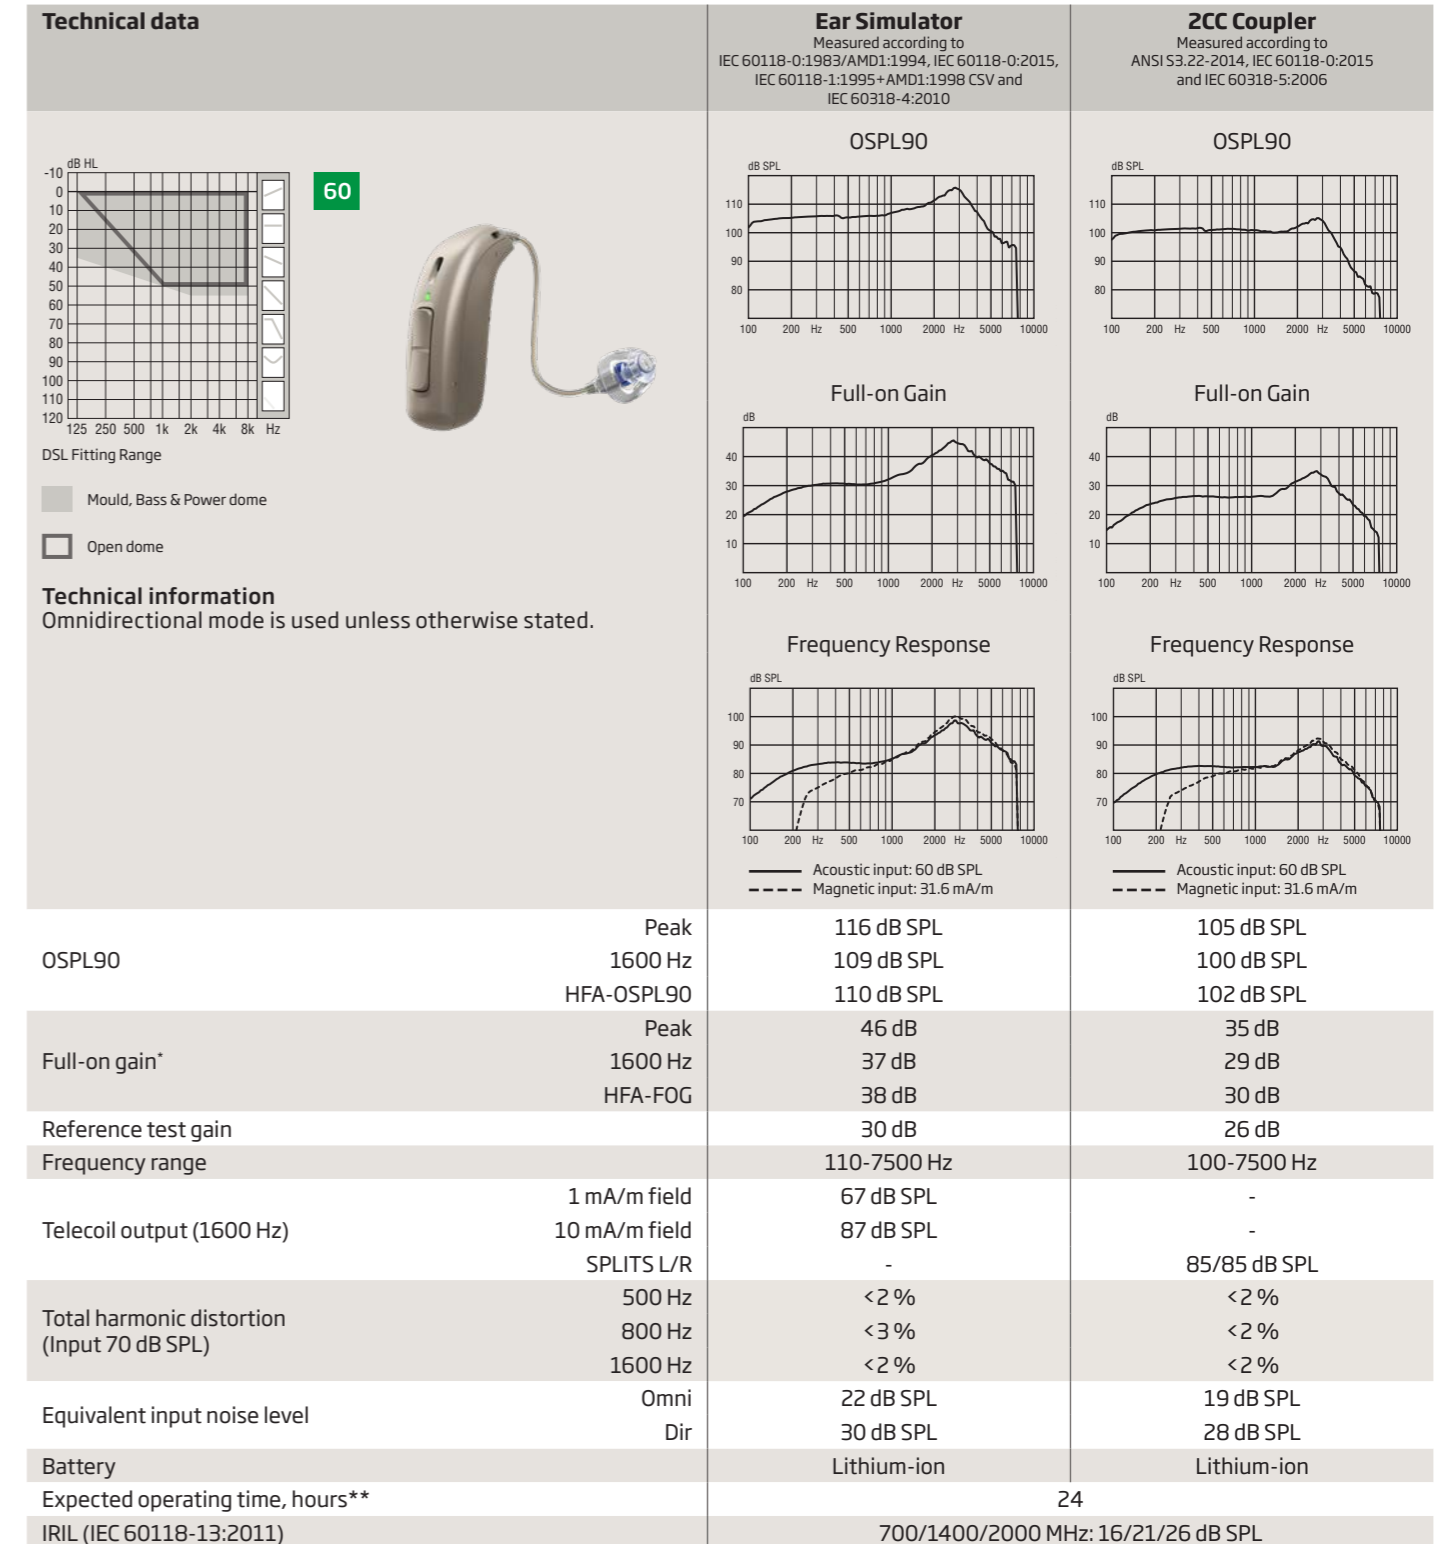 Technical data
Ear Simulator
Measured according to
IEC 60118-0:1983/AMD1:1994, IEC 60118-0:2015,
IEC 60118-1:1995+AMD1:1998 CSV and
IEC 60318-4:2010
2CC Coupler
Measured according to
ANSI S3.22-2014, IEC 60118-0:2015
and IEC 60318-5:2006
dB HL
-10
0
10
20
30
40
50
60
70
80
90
100
110
120
125 250 500 1k 2k 4k 8k Hz
60
DSL Fitting Range
Mould, Bass & Power dome
Open dome
Technical information
Omnidirectional mode is used unless otherwise stated.
OSPL90
dB SPL
110
100
90
80
100 200 Hz 500 1000 2000 Hz 5000 10000
OSPL90
dB SPL
110
100
90
80
100 200 Hz 500 1000 2000 Hz 5000 10000
Full-on Gain
dB
40
30
20
10
100 200 Hz 500 1000 2000 Hz 5000 10000
Full-on Gain
dB
40
30
20
10
100 200 Hz 500 1000 2000 Hz 5000 10000
Frequency Response
dB SPL
100
90
80
70
100 200 Hz 500 1000 2000 Hz 5000 10000
Acoustic input: 60 dB SPL
Magnetic input: 31.6 mA/m
Frequency Response
dB SPL
100
90
80
70
100 200 Hz 500 1000 2000 Hz 5000 10000
Acoustic input: 60 dB SPL
Magnetic input: 31.6 mA/m
OSPL90
Peak 116 dB SPL 105 dB SPL
1600 Hz 109 dB SPL 100 dB SPL
HFA-OSPL90 110 dB SPL 102 dB SPL
Full-on gain*
Peak 46 dB 35 dB
1600 Hz 37 dB 29 dB
HFA-FOG 38 dB 30 dB
Reference test gain 30 dB 26 dB
Frequency range 110-7500 Hz 100-7500 Hz
Telecoil output (1600 Hz)
1 mA/m field 67 dB SPL -
10 mA/m field 87 dB SPL -
SPLITS L/R - 85/85 dB SPL
Total harmonic distortion
(Input 70 dB SPL)
500 Hz <2 % <2 %
800 Hz <3 % <2 %
1600 Hz <2 % <2 %
Equivalent input noise level
Omni 22 dB SPL 19 dB SPL
Dir 30 dB SPL 28 dB SPL
Battery Lithium-ion Lithium-ion
Expected operating time, hours** 24
IRIL (IEC 60118-13:2011) 700/1400/2000 MHz: 16/21/26 dB SPL